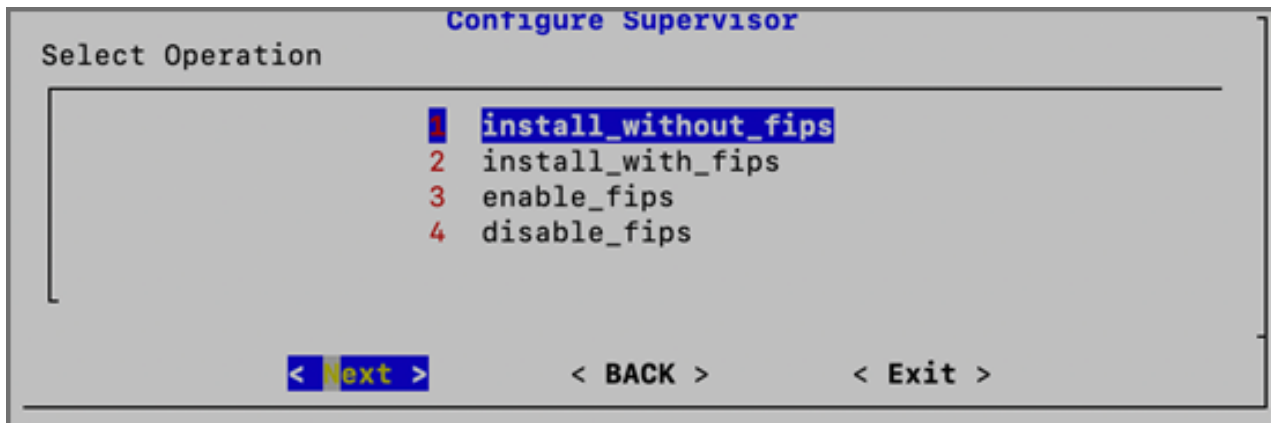 Configure Supervisor
Select Operation
1 install_without_fips
2 install_with_fips
3 enable_fips
4 disable_fips
< Next > < BACK > < Exit >